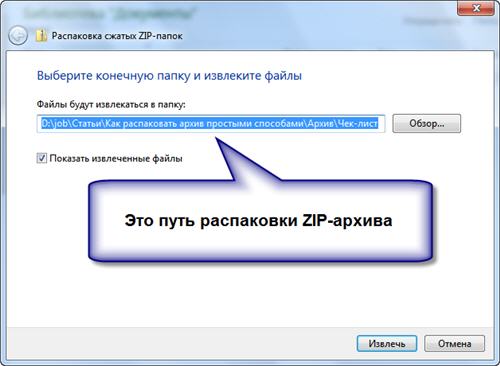 Библиотека "Документы"
Распаковка сжатых ZIP-папок
Выберите конечную папку и извлеките файлы
Файлы будут извлекаться в папку:
D:\job\Статьи\Как распаковать архив простыми способами\Архив\Чек-лист
Обзор...
Показать извлеченные файлы
Это путь распаковки ZIP-архива
Извлечь
Отмена